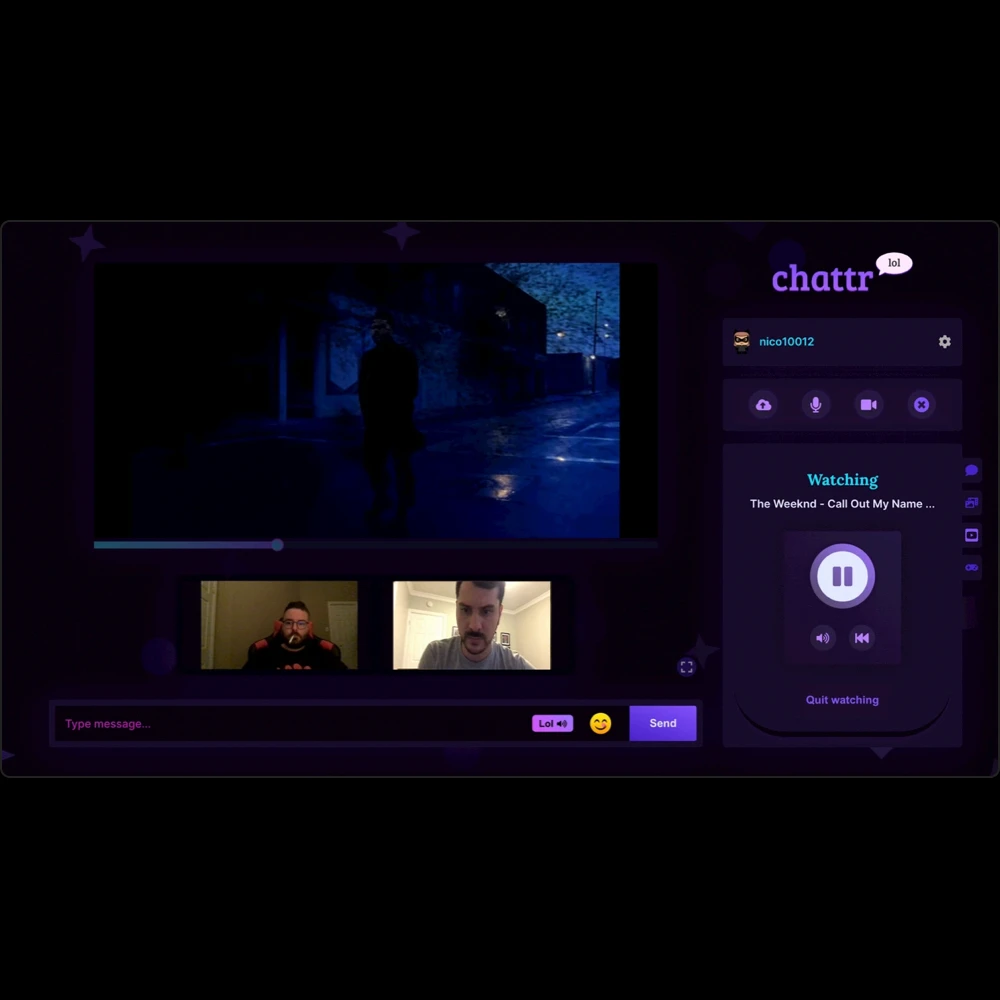 chattr
lol
nico10012
Watching
The Weeknd - Call Out My Name ...
Quit watching
Type message...
Lol
Send